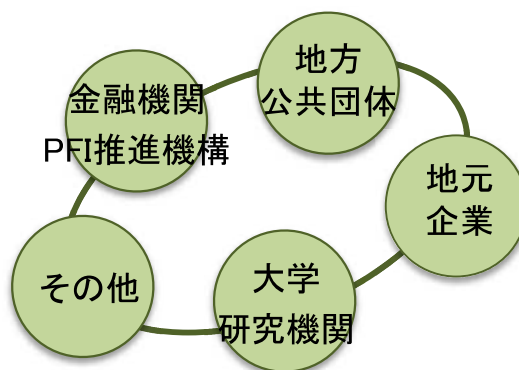 地方
公共団体
金融機関
PFI推進機構
地元
企業
その他
大学
研究機関